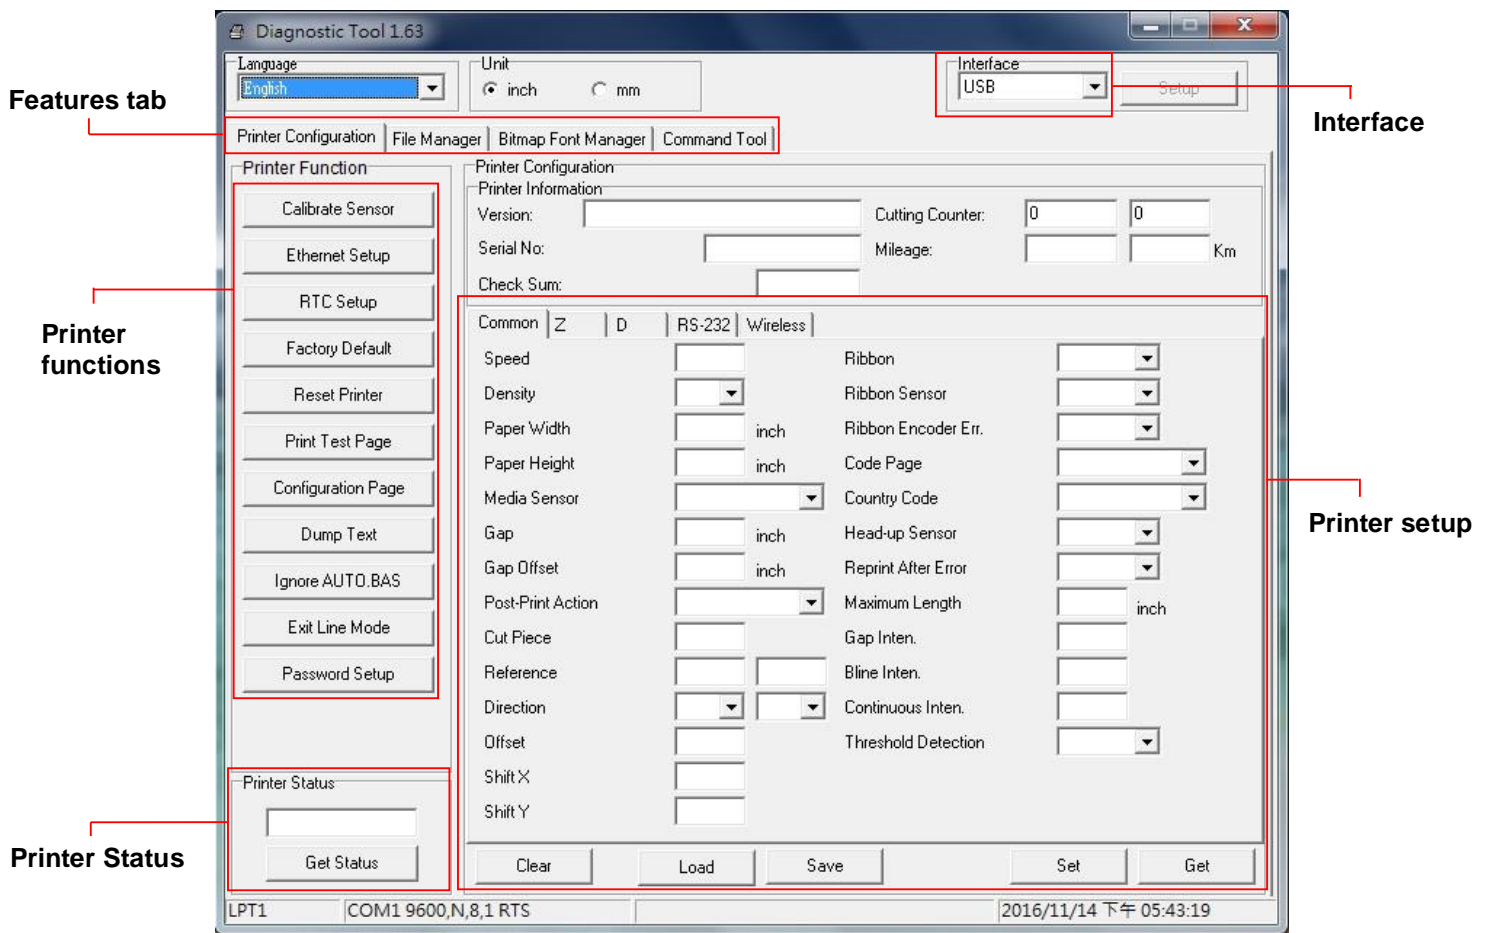 Diagnostic Tool 1.63
Language
English
Unit
inch
mm
Interface
USB
Setup
Features tab
Interface
Printer Configuration
File Manager
Bitmap Font Manager
Command Tool
Printer Function
Calibrate Sensor
Ethernet Setup
RTC Setup
Factory Default
Reset Printer
Print Test Page
Configuration Page
Dump Text
Ignore AUTO.BAS
Exit Line Mode
Password Setup
Printer functions
Printer Configuration
Printer Information
Version:
Cutting Counter: 0 0
Serial No:
Mileage: Km
Check Sum:
Common Z D RS-232 Wireless
Speed
Ribbon
Density
Ribbon Sensor
Paper Width inch
Ribbon Encoder Err.
Paper Height inch
Code Page
Media Sensor
Country Code
Gap inch
Head-up Sensor
Gap Offset inch
Reprint After Error
Post-Print Action
Maximum Length inch
Cut Piece
Gap Inten.
Reference
Bline Inten.
Direction
Continuous Inten.
Offset
Threshold Detection
Shift X
Shift Y
Printer setup
Printer Status
Get Status
Printer Status
Clear
Load
Save
Set
Get
LPT1
COM1 9600,N,8,1 RTS
2016/11/14 下午 05:43:19